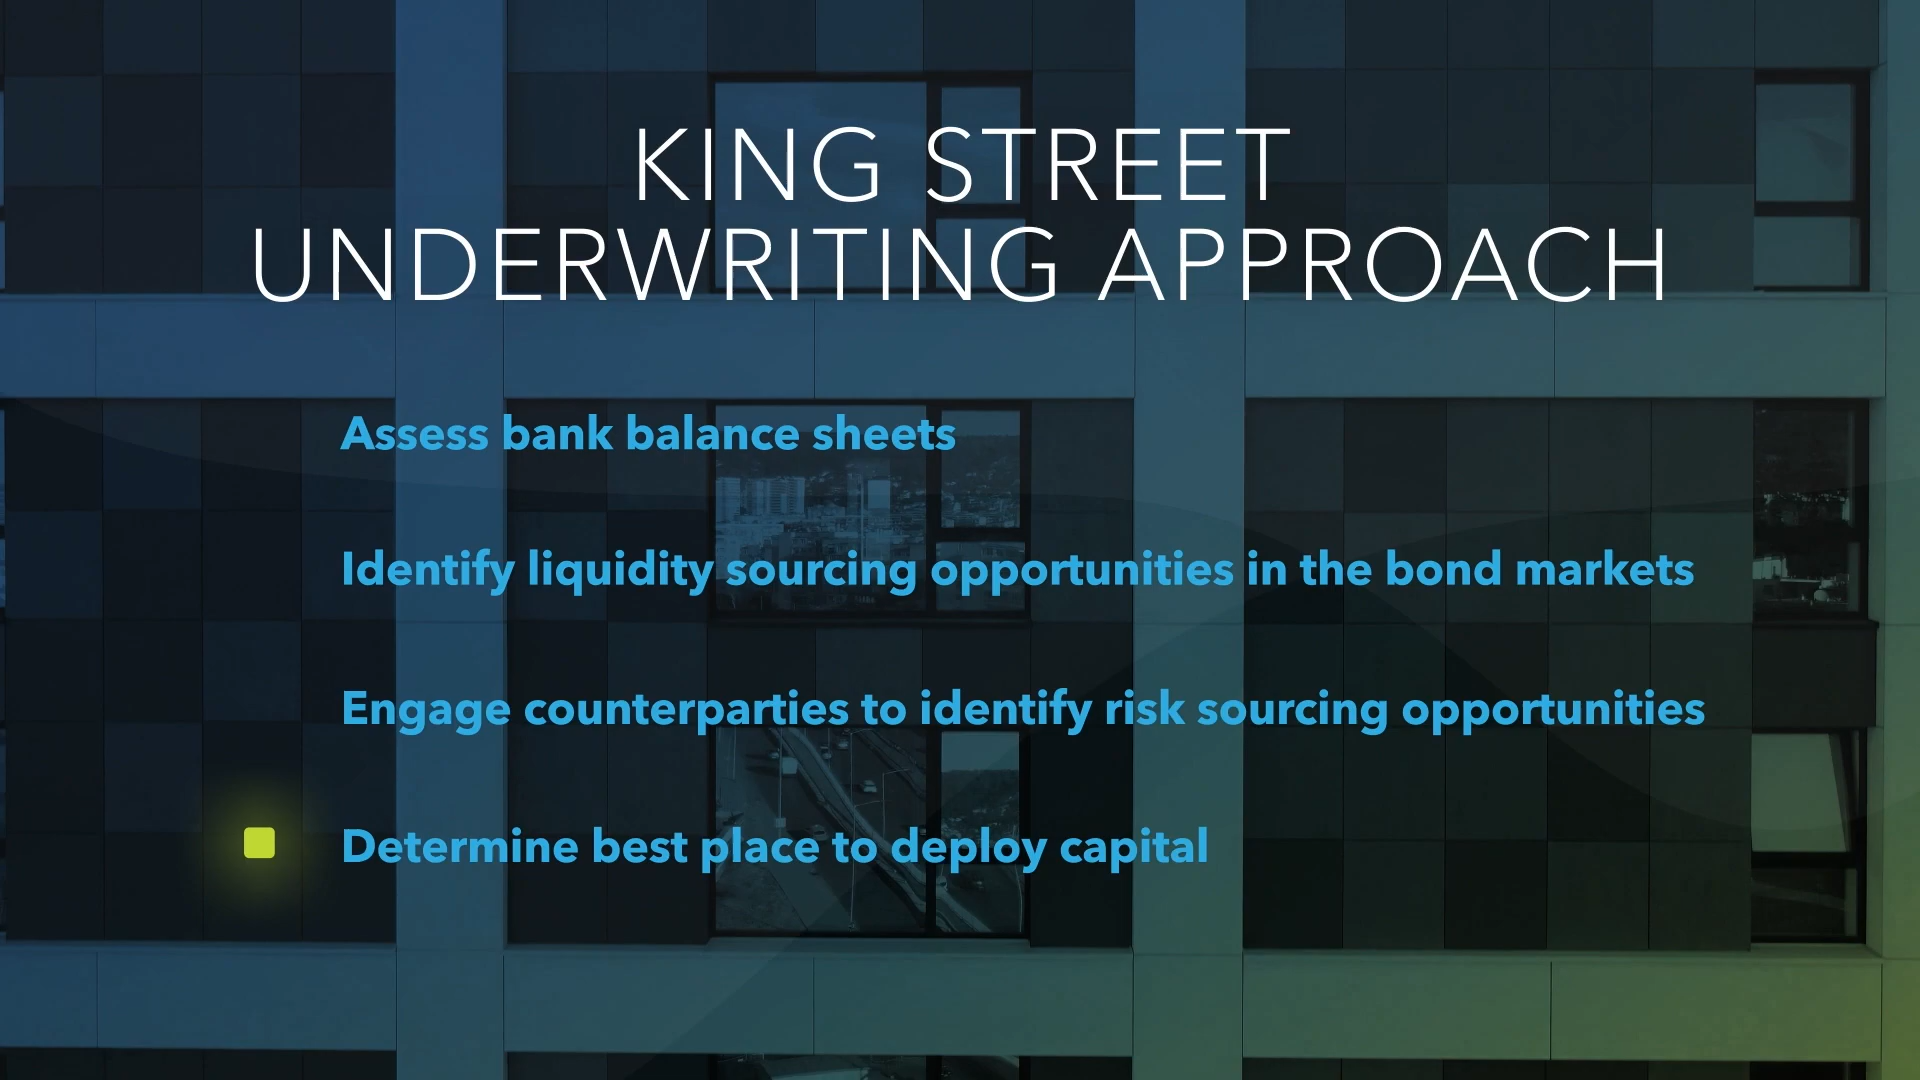 KING STREET
UNDERWRITING APPROACH
Assess bank balance sheets
Identify liquidity sourcing opportunities in the bond markets
Engage counterparties to identify risk sourcing opportunities
Determine best place to deploy capital